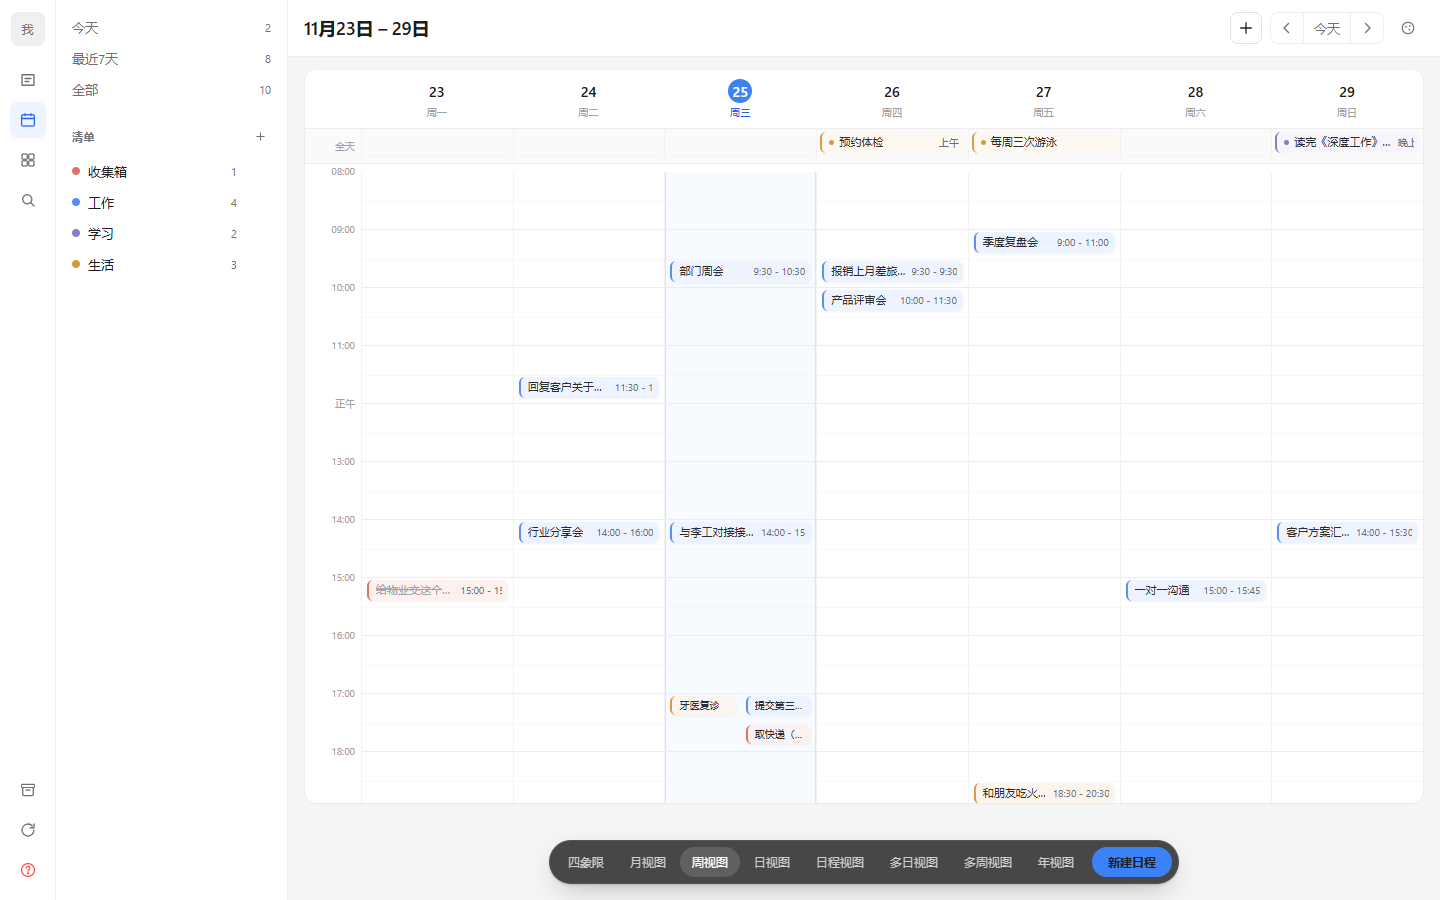 我
今天 2
最近7天 8
全部 10
清单
收集箱 1
工作 4
学习 2
生活 3
11月23日 – 29日
今天
23 24 25 26 27 28 29
周一 周二 周三 周四 周五 周六 周日
全天
预约体检 上午
每周三次游泳
读完《深度工作》... 晚上
08:00
09:00
季度复盘会 9:00 - 11:00
部门周会 9:30 - 10:30
报销上月差旅... 9:30 - 9:30
10:00
产品评审会 10:00 - 11:30
11:00
回复客户关于... 11:30 - 1
正午
13:00
14:00
行业分享会 14:00 - 16:00
与李工对接接... 14:00 - 15
客户方案汇... 14:00 - 15:30
15:00
给物业交这个... 15:00 - 15
一对一沟通 15:00 - 15:45
16:00
17:00
牙医复诊
提交第三...
取快递（...
18:00
和朋友吃火... 18:30 - 20:30
四象限 月视图 周视图 日视图 日程视图 多日视图 多周视图 年视图 新建日程